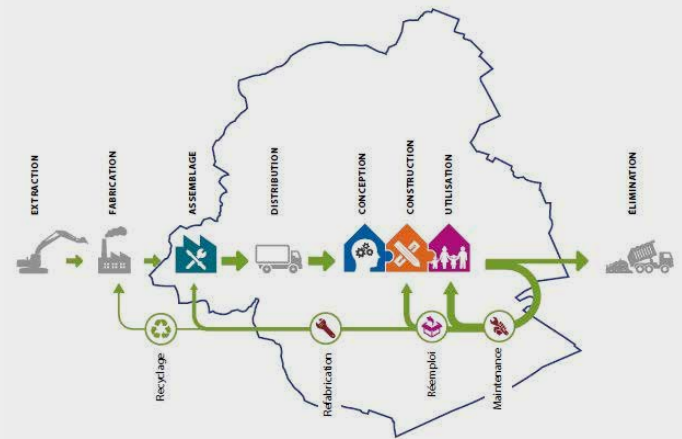 EXTRACTION
FABRICATION
ASSEMBLAGE
DISTRIBUTION
CONCEPTION
CONSTRUCTION
UTILISATION
ÉLIMINATION
Recyclage
Refabrication
Réemploi
Maintenance